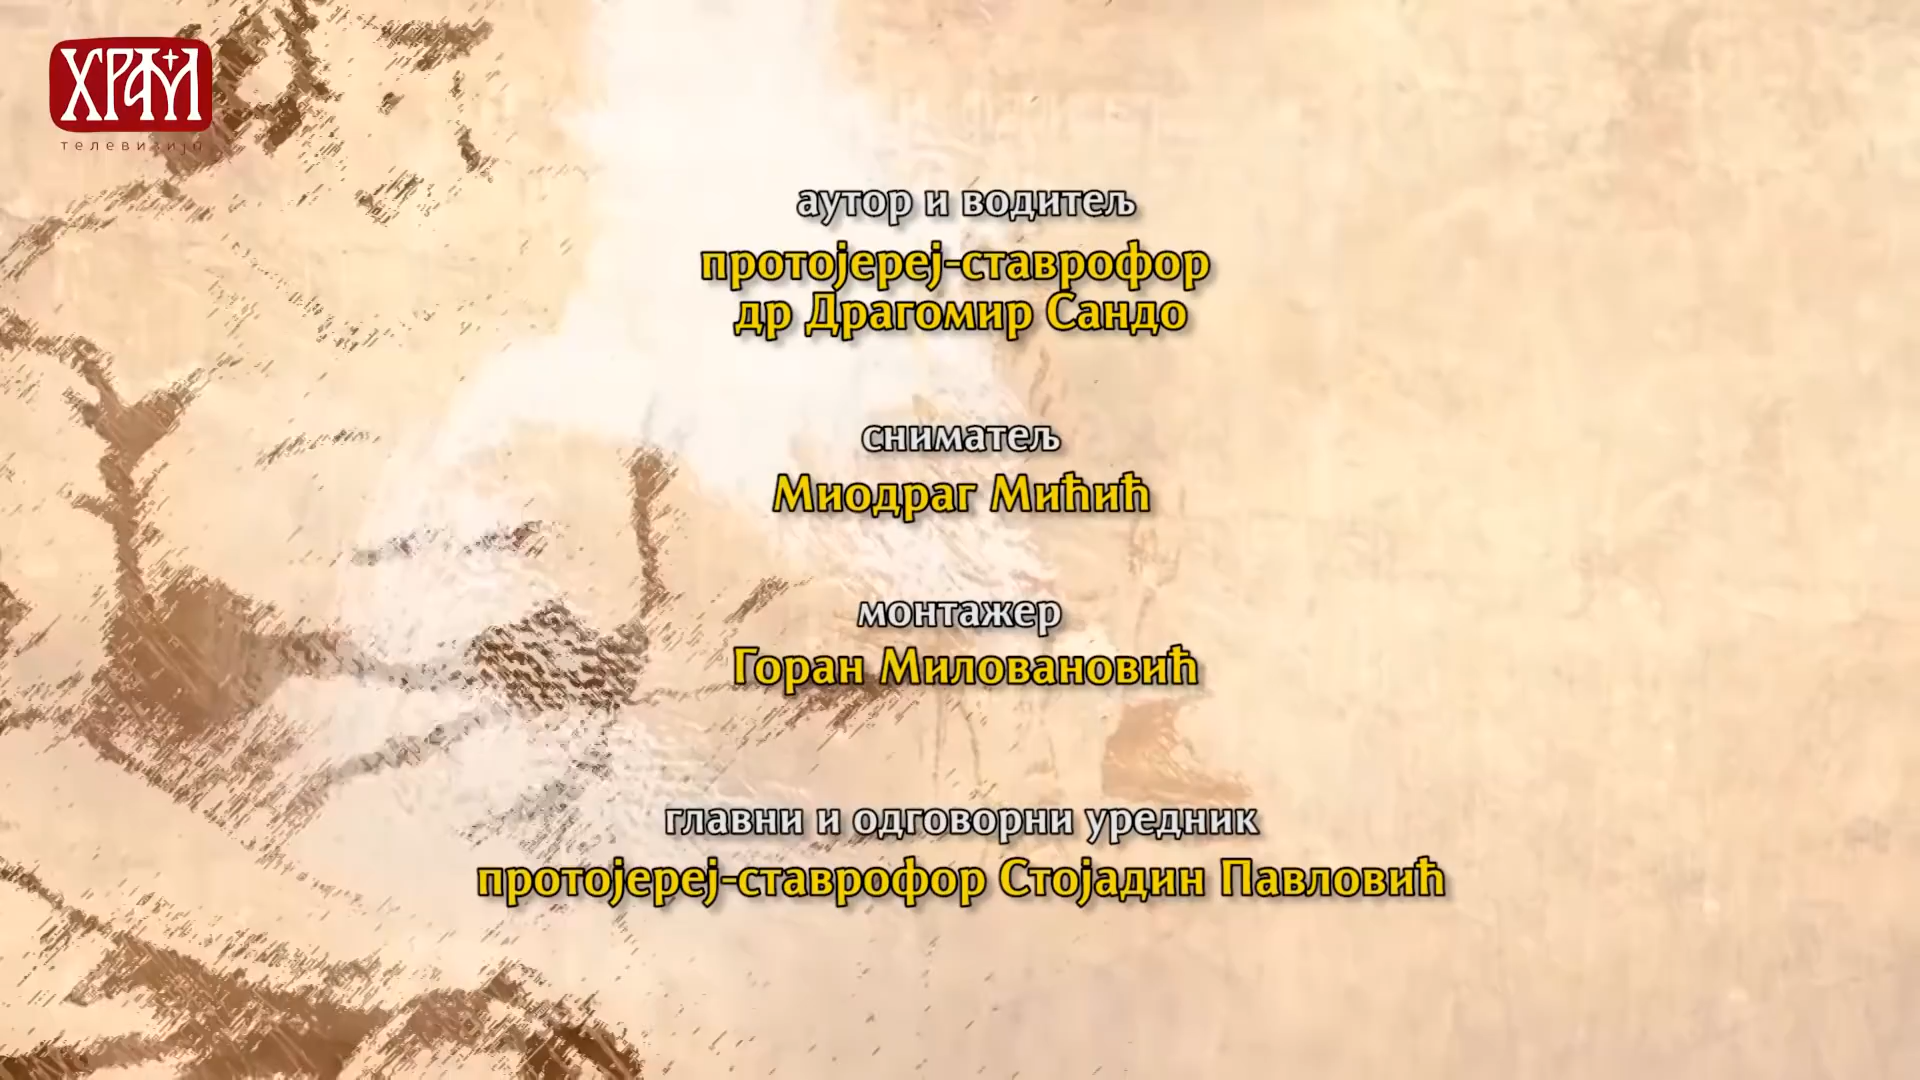 ХРАМ
телевизија
аутор и водитељ
протојереј-ставрофор
др Драгомир Сандо
сниматељ
Миодраг Мићић
монтажер
Горан Миловановић
главни и одговорни уредник
протојереј-ставрофор Стојадин Павловић